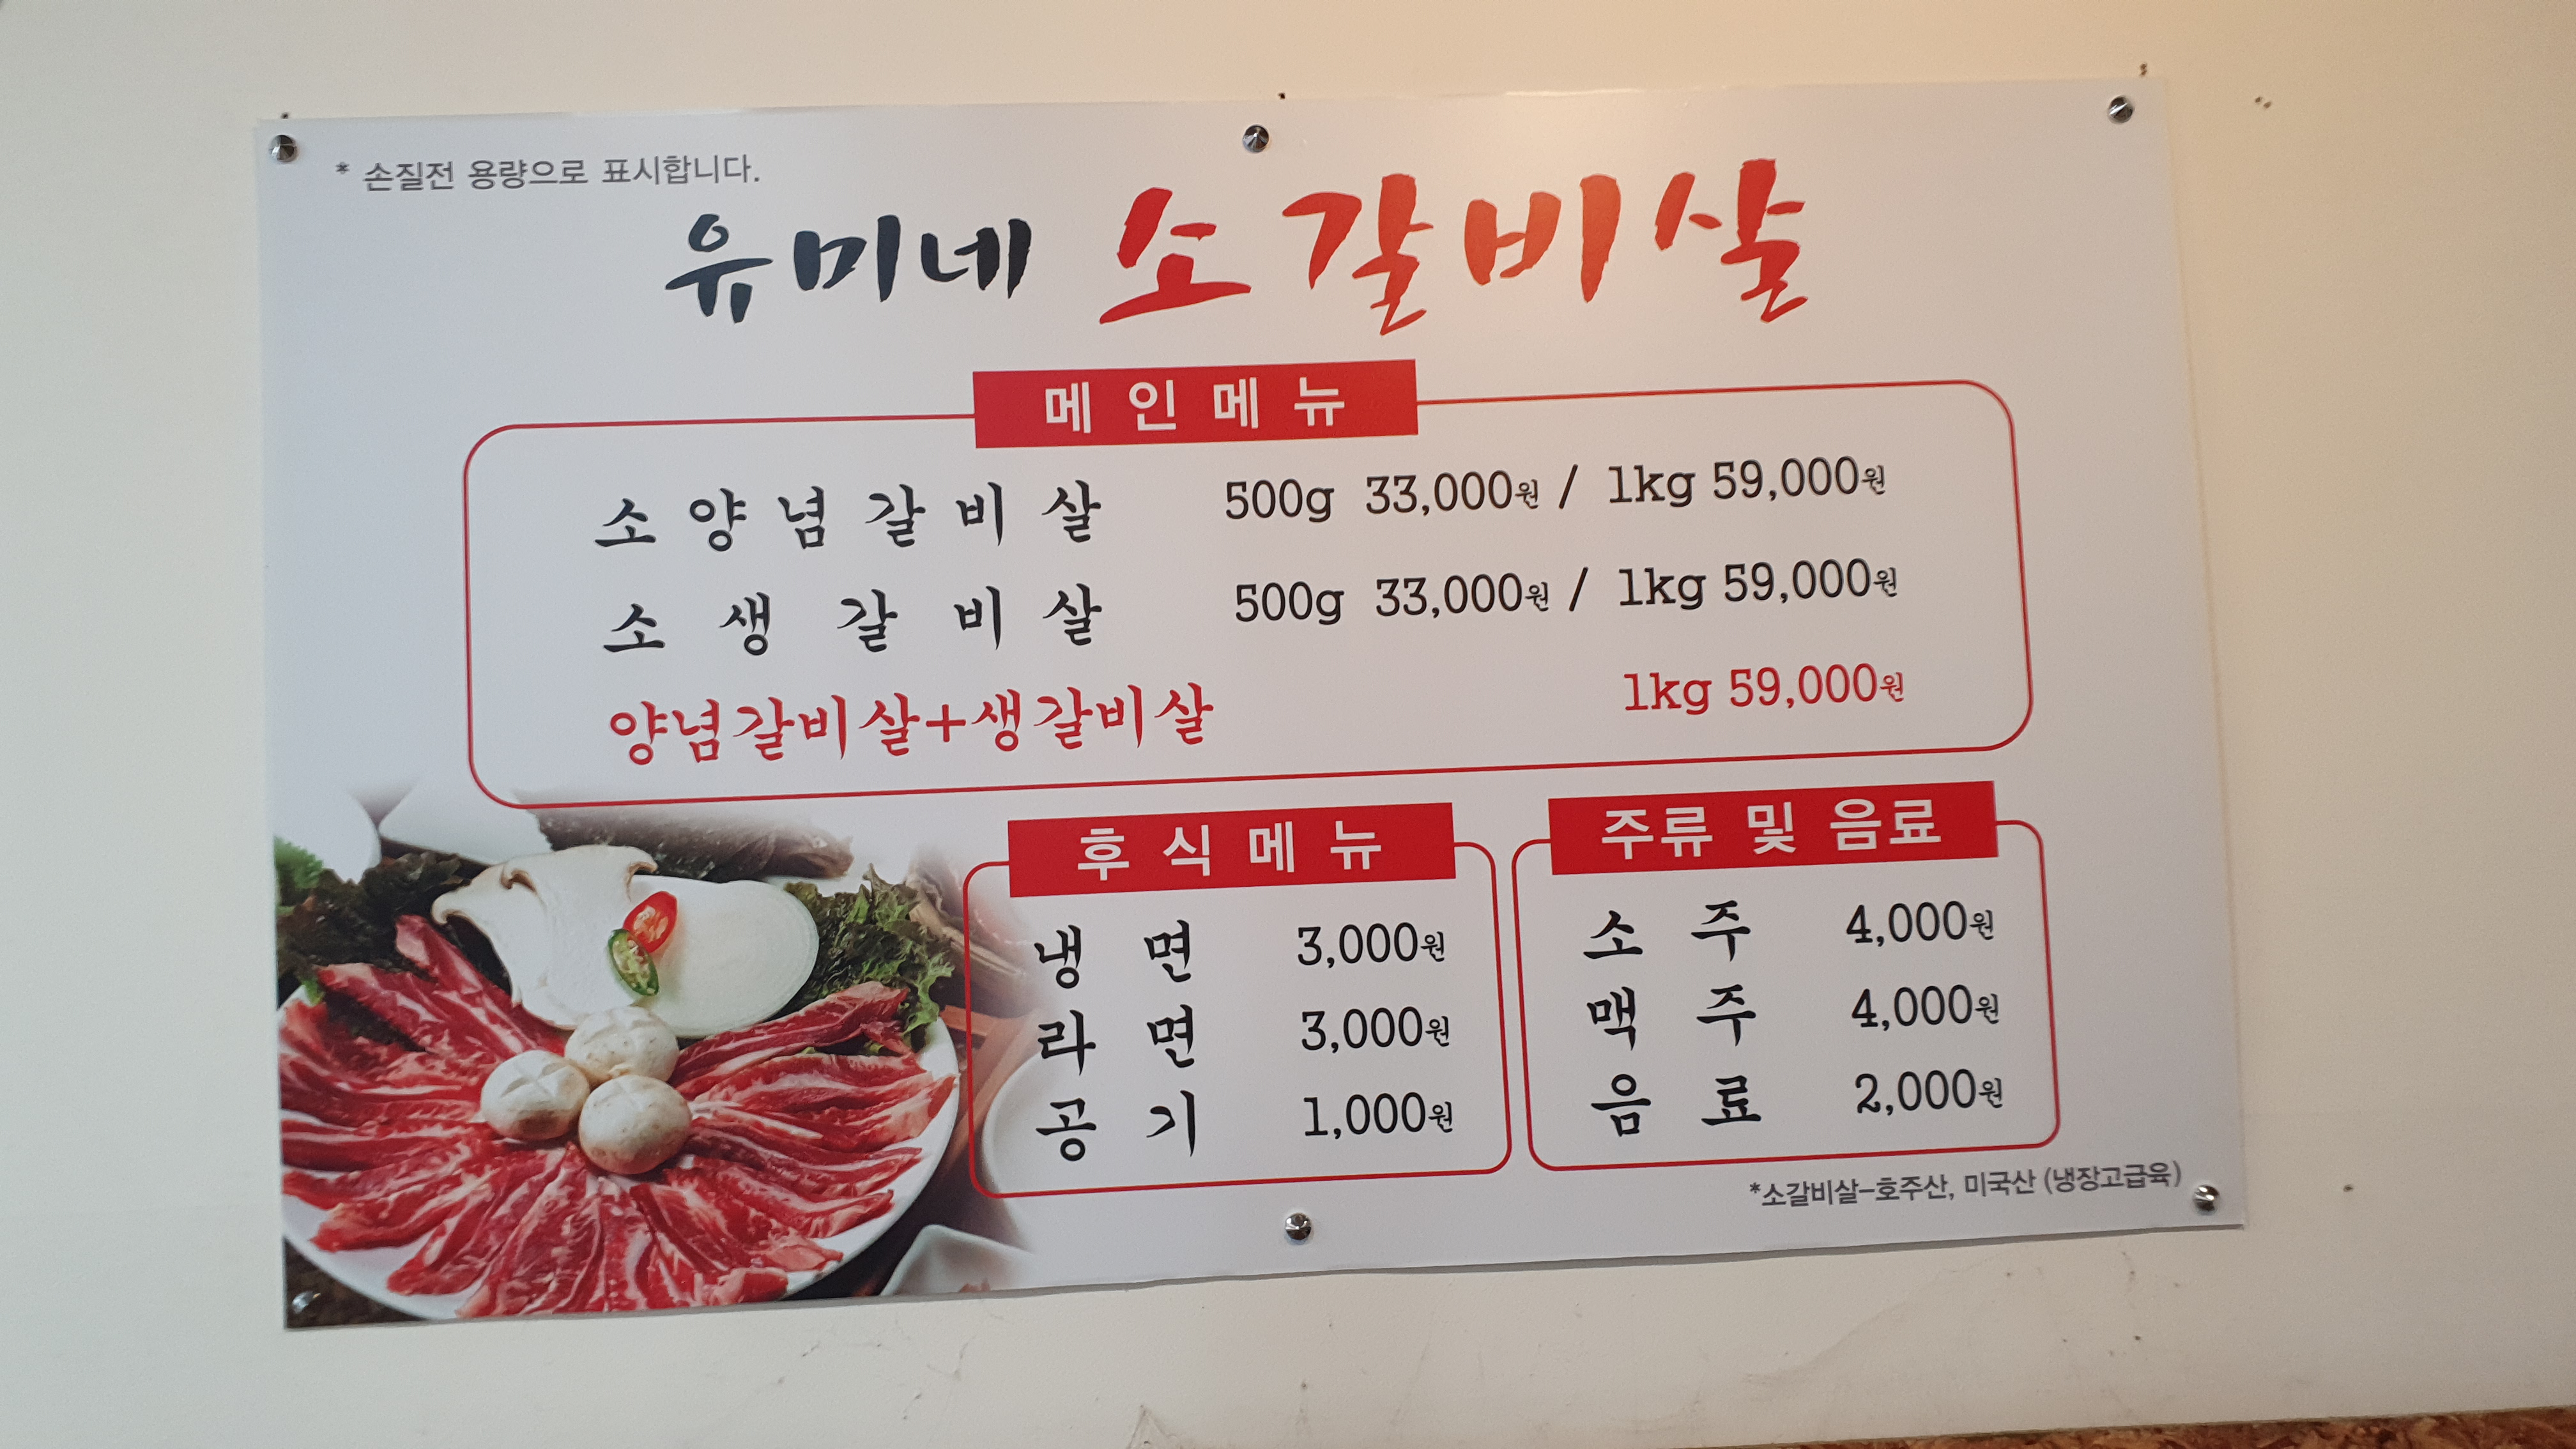 * 손질전 용량으로 표시합니다.
유미네 소갈비살
메인메뉴
소양념갈비살 500g 33,000원 / 1kg 59,000원
소생갈비살 500g 33,000원 / 1kg 59,000원
양념갈비살+생갈비살 1kg 59,000원
후식메뉴
냉면 3,000원
라면 3,000원
공기 1,000원
주류 및 음료
소주 4,000원
맥주 4,000원
음료 2,000원
*소갈비살-호주산, 미국산 (냉장고급육)